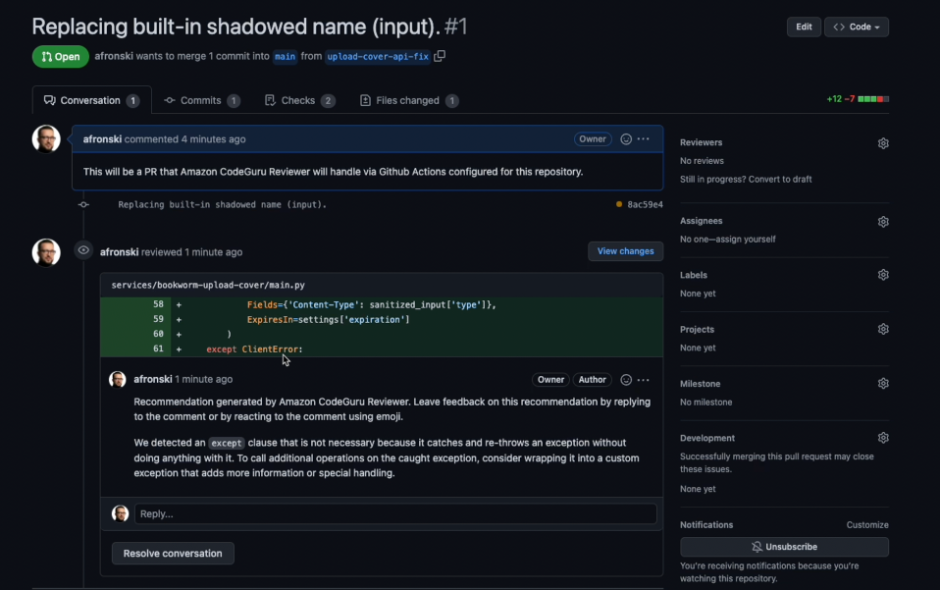 Replacing built-in shadowed name (input). #1
Edit
Code
Open
afronski wants to merge 1 commit into main from upload-cover-api-fix
Conversation 1
Commits 1
Checks 2
Files changed 1
+12 −7
afronski commented 4 minutes ago
Owner
This will be a PR that Amazon CodeGuru Reviewer will handle via Github Actions configured for this repository.
Replacing built-in shadowed name (input).
8ac59e4
afronski reviewed 1 minute ago
View changes
services/bookworm-upload-cover/main.py
58 + Fields={'Content-Type': sanitized_input['type']},
59 + ExpiresIn=settings['expiration']
60 + )
61 + except ClientError:
afronski 1 minute ago
Owner
Author
Recommendation generated by Amazon CodeGuru Reviewer. Leave feedback on this recommendation by replying
to the comment or by reacting to the comment using emoji.
We detected an except clause that is not necessary because it catches and re-throws an exception without
doing anything with it. To call additional operations on the caught exception, consider wrapping it into a custom
exception that adds more information or special handling.
Reply...
Resolve conversation
Reviewers
No reviews
Still in progress? Convert to draft
Assignees
No one—assign yourself
Labels
None yet
Projects
None yet
Milestone
No milestone
Development
Successfully merging this pull request may close
these issues.
None yet
Notifications
Customize
Unsubscribe
You're receiving notifications because you're
watching this repository.